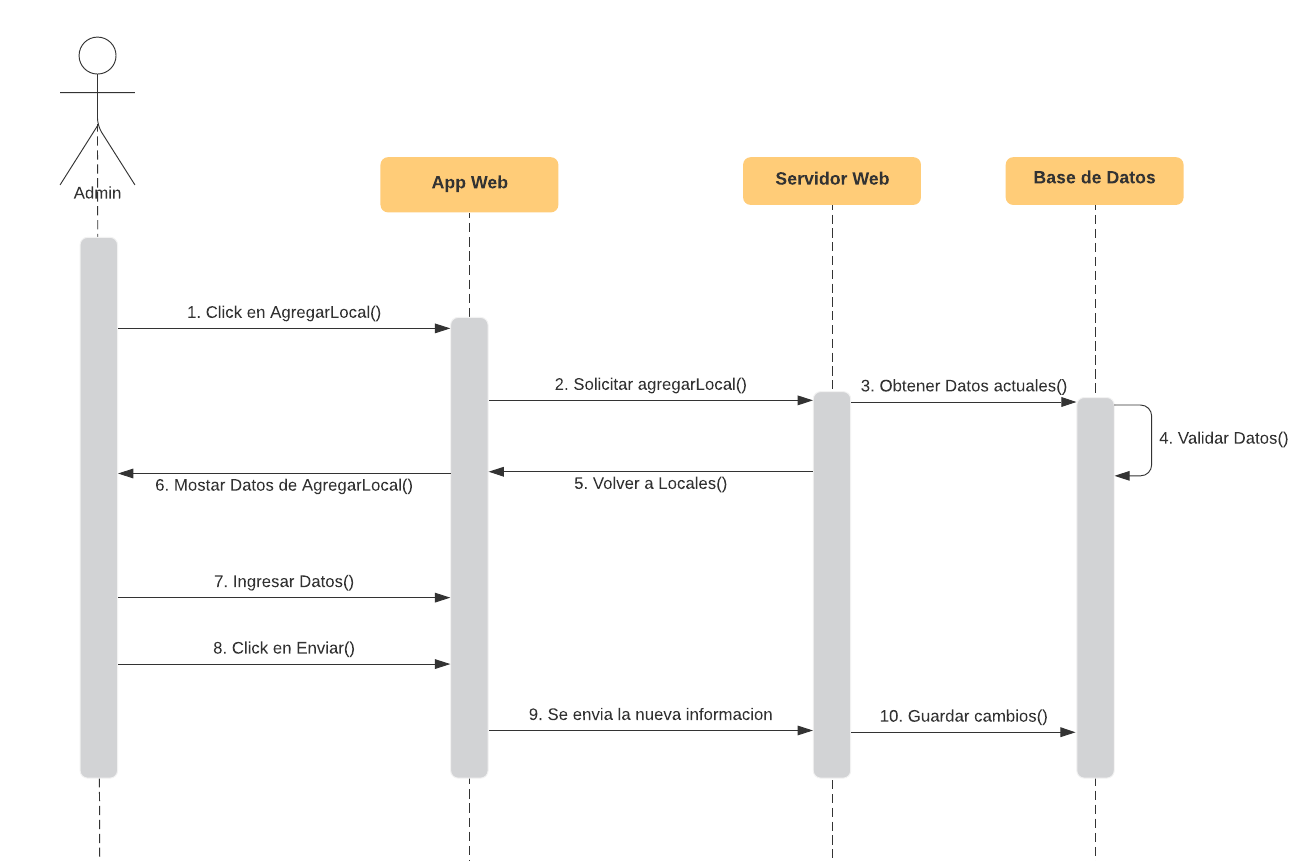 Admin
App Web
Servidor Web
Base de Datos
1. Click en AgregarLocal()
2. Solicitar agregarLocal()
3. Obtener Datos actuales()
4. Validar Datos()
5. Volver a Locales()
6. Mostar Datos de AgregarLocal()
7. Ingresar Datos()
8. Click en Enviar()
9. Se envia la nueva informacion
10. Guardar cambios()